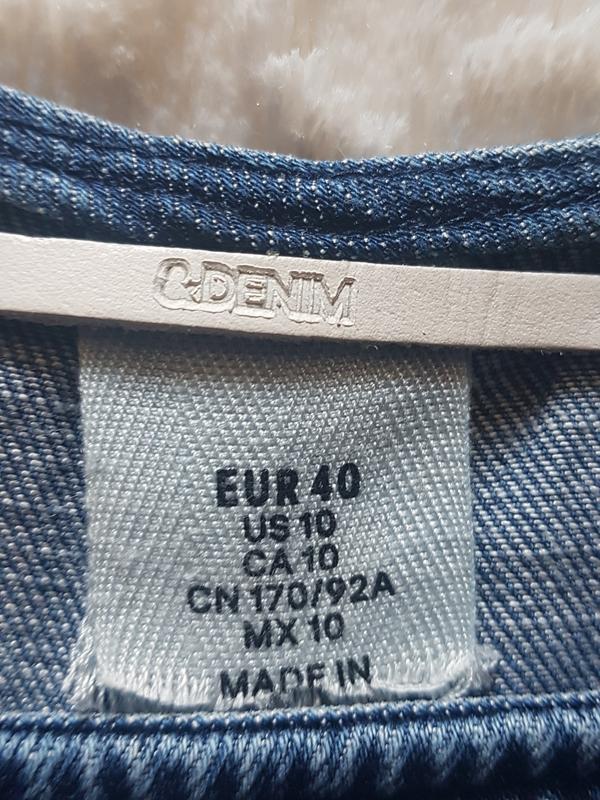 &DENIM
EUR 40
US 10
CA 10
CN 170/92A
MX 10
MADE IN